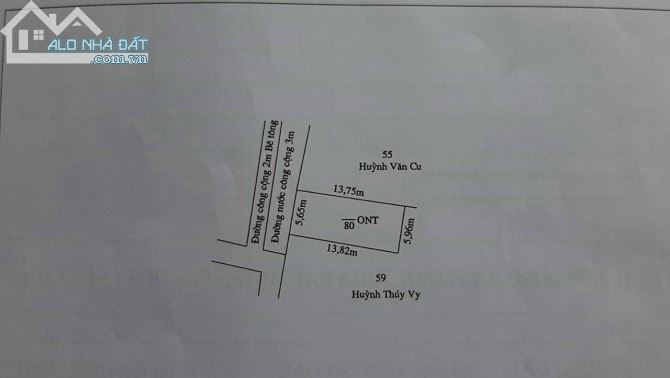 ALO NHÀ ĐẤT
.com.vn
Đường công cộng 2m Bê tông
Đường nước công cộng 3m
55
Huỳnh Văn Cu
13,75m
5,65m
80 ONT
5,96m
13,82m
59
Huỳnh Thúy Vy